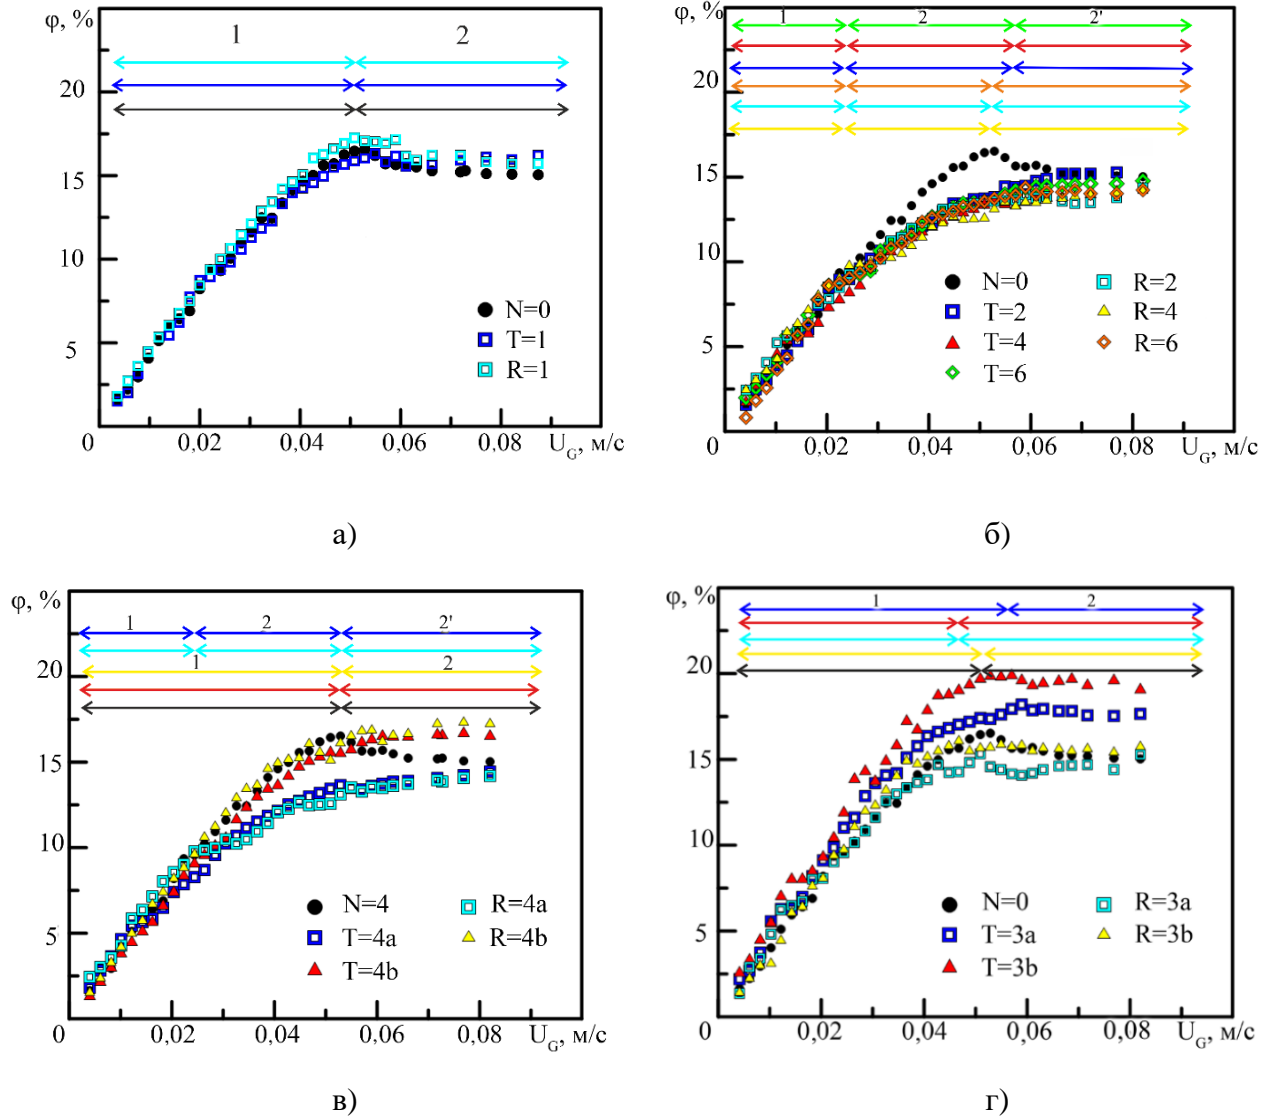 φ, %
1
2
20
15
10
5
0
0,02
0,04
0,06
0,08
U_G, м/с
N=0
T=1
R=1
а)
φ, %
1
2
2'
20
15
10
5
0
0,02
0,04
0,06
0,08
U_G, м/с
N=0
T=2
T=4
T=6
R=2
R=4
R=6
б)
φ, %
1
2
2'
1
2
20
15
10
5
0
0,02
0,04
0,06
0,08
U_G, м/с
N=4
T=4a
T=4b
R=4a
R=4b
в)
φ, %
1
2
20
15
10
5
0
0,02
0,04
0,06
0,08
U_G, м/с
N=0
T=3a
T=3b
R=3a
R=3b
г)